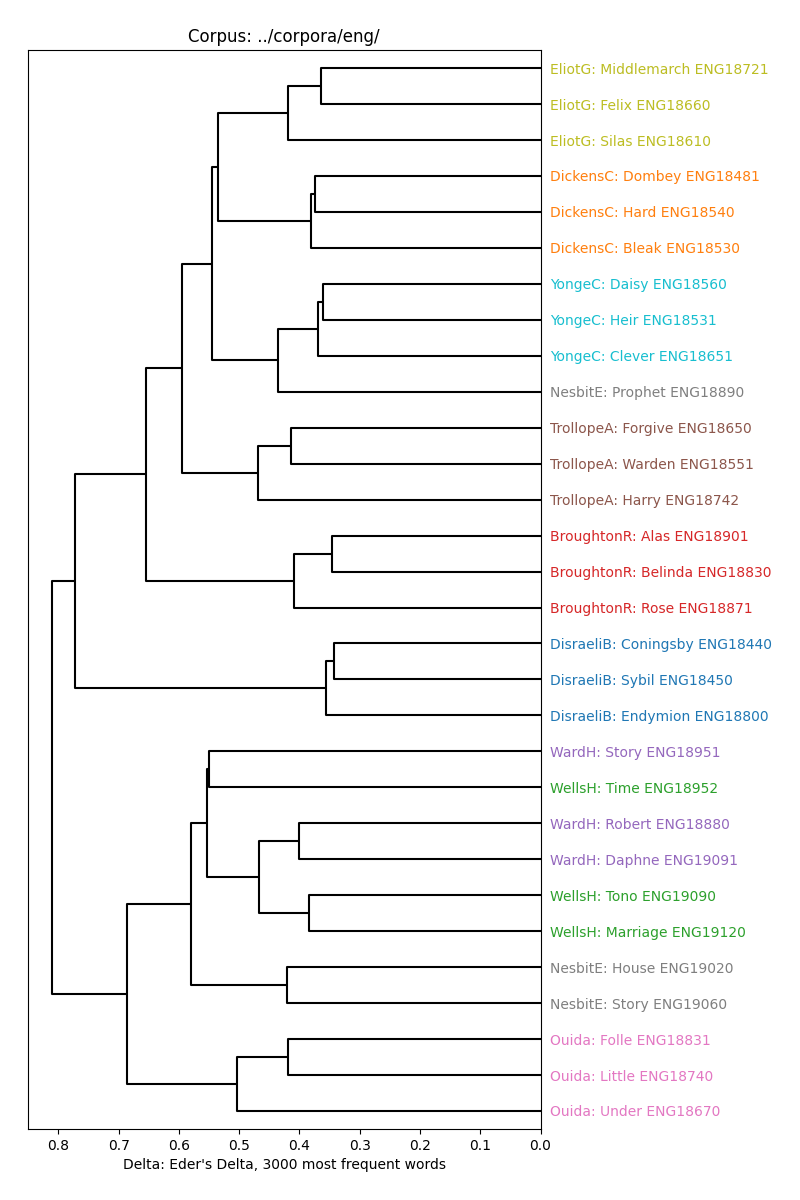 Corpus: ../corpora/eng/
EliotG: Middlemarch ENG18721
EliotG: Felix ENG18660
EliotG: Silas ENG18610
DickensC: Dombey ENG18481
DickensC: Hard ENG18540
DickensC: Bleak ENG18530
YongeC: Daisy ENG18560
YongeC: Heir ENG18531
YongeC: Clever ENG18651
NesbitE: Prophet ENG18890
TrollopeA: Forgive ENG18650
TrollopeA: Warden ENG18551
TrollopeA: Harry ENG18742
BroughtonR: Alas ENG18901
BroughtonR: Belinda ENG18830
BroughtonR: Rose ENG18871
DisraeliB: Coningsby ENG18440
DisraeliB: Sybil ENG18450
DisraeliB: Endymion ENG18800
WardH: Story ENG18951
WellsH: Time ENG18952
WardH: Robert ENG18880
WardH: Daphne ENG19091
WellsH: Tono ENG19090
WellsH: Marriage ENG19120
NesbitE: House ENG19020
NesbitE: Story ENG19060
Ouida: Folle ENG18831
Ouida: Little ENG18740
Ouida: Under ENG18670
0.8 0.7 0.6 0.5 0.4 0.3 0.2 0.1 0.0
Delta: Eder's Delta, 3000 most frequent words